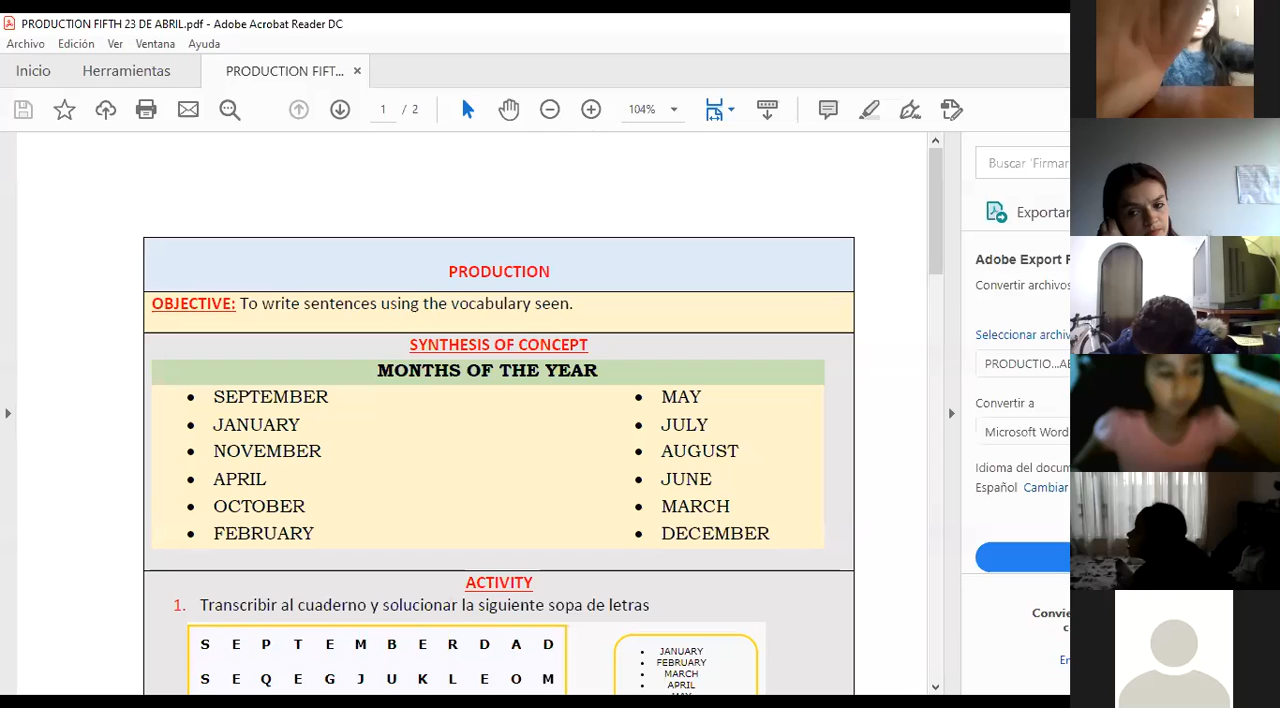 PRODUCTION FIFTH 23 DE ABRIL.pdf - Adobe Acrobat Reader DC
Archivo Edición Ver Ventana Ayuda
Inicio Herramientas PRODUCTION FIFT... ×
1 / 2 104%
Buscar 'Firmar
Exportar
Adobe Export P
Convertir archivos
Seleccionar archiv
PRODUCTIO...AB
Convertir a
Microsoft Word
Idioma del docum
Español Cambiar
Convie
PRODUCTION
OBJECTIVE: To write sentences using the vocabulary seen.
SYNTHESIS OF CONCEPT
MONTHS OF THE YEAR
• SEPTEMBER • MAY
• JANUARY • JULY
• NOVEMBER • AUGUST
• APRIL • JUNE
• OCTOBER • MARCH
• FEBRUARY • DECEMBER
ACTIVITY
1. Transcribir al cuaderno y solucionar la siguiente sopa de letras
S E P T E M B E R D A D
S E Q E G J U K L E O M
• JANUARY
• FEBRUARY
• MARCH
• APRIL